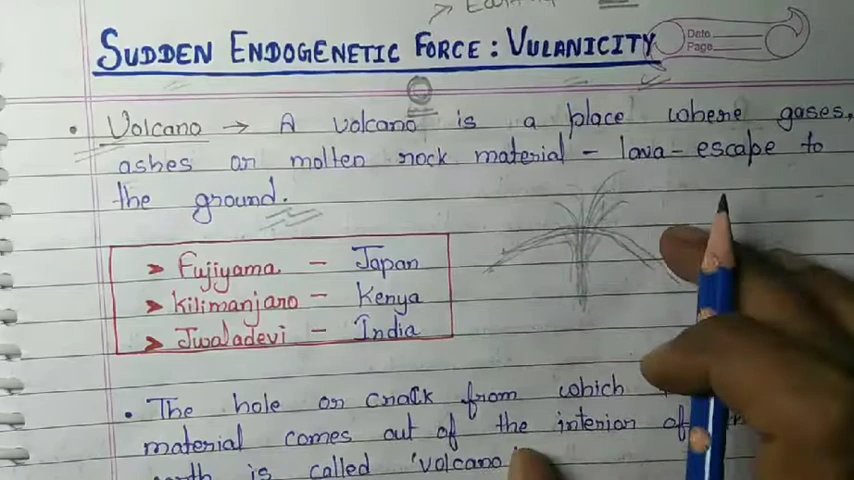 SUDDEN ENDOGENETIC FORCE : VULANICITY
Date
Page
• Volcano → A volcano is a place where gases,
ashes or molten rock material - lava - escape to
the ground.
➤ Fujiyama - Japan
➤ Kilimanjaro - Kenya
➤ Jwaladevi - India
• The hole or crack from which
material comes out of the interior of
is called 'volcano